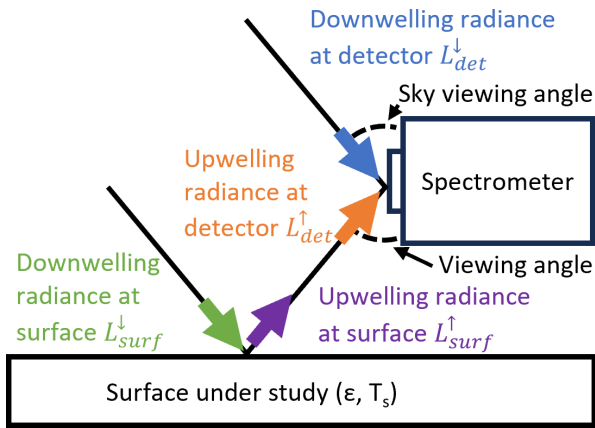 Downwelling radiance
at detector L↓det
Sky viewing angle
Upwelling
radiance at
detector L↑det
Spectrometer
Viewing angle
Downwelling
radiance at
surface L↓surf
Upwelling radiance
at surface L↑surf
Surface under study (ε, Ts)